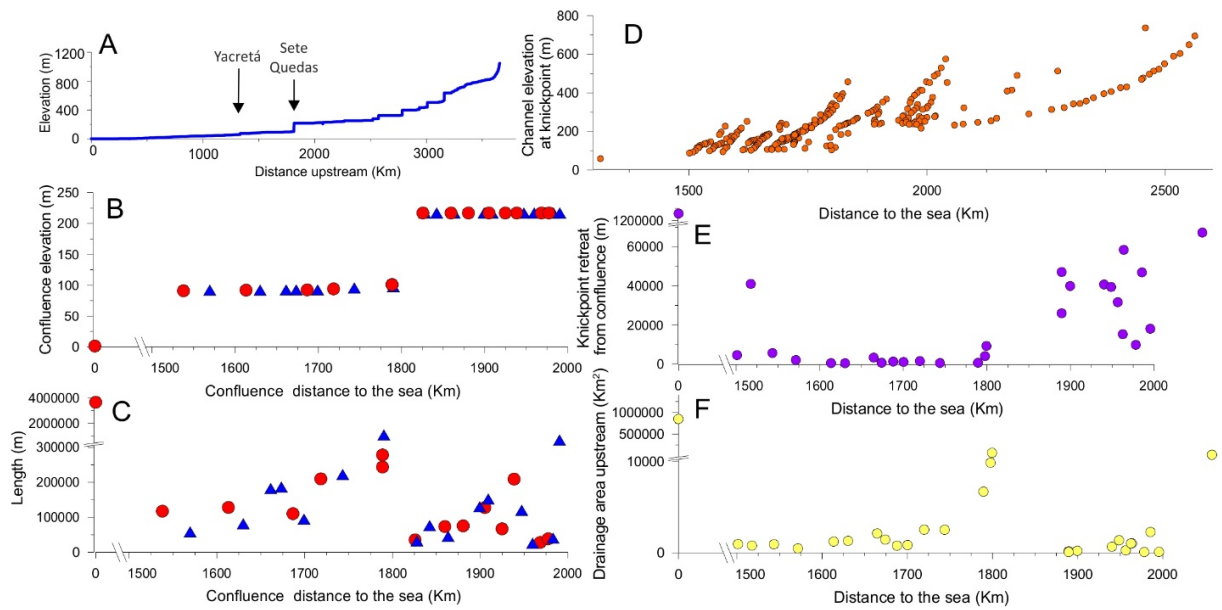 A
Elevation (m)
1200
800
400
0
Yacretá
Sete
Quedas
0
1000
2000
3000
Distance upstream (Km)
B
Confluence elevation (m)
250
200
150
100
50
0
0
1500
1600
1700
1800
1900
2000
Confluence distance to the sea (Km)
C
Length (m)
4000000
2000000
300000
200000
100000
0
0
1500
1600
1700
1800
1900
2000
Confluence distance to the sea (Km)
D
Channel elevation
at knickpoint (m)
800
600
400
200
0
1500
2000
2500
Distance to the sea (Km)
E
Knickpoint retreat
from confluence (m)
1200000
60000
40000
20000
0
0
1500
1600
1700
1800
1900
2000
Distance to the sea (Km)
F
Drainage area upstream (Km²)
1000000
500000
10000
0
0
1500
1600
1700
1800
1900
2000
Distance to the sea (Km)